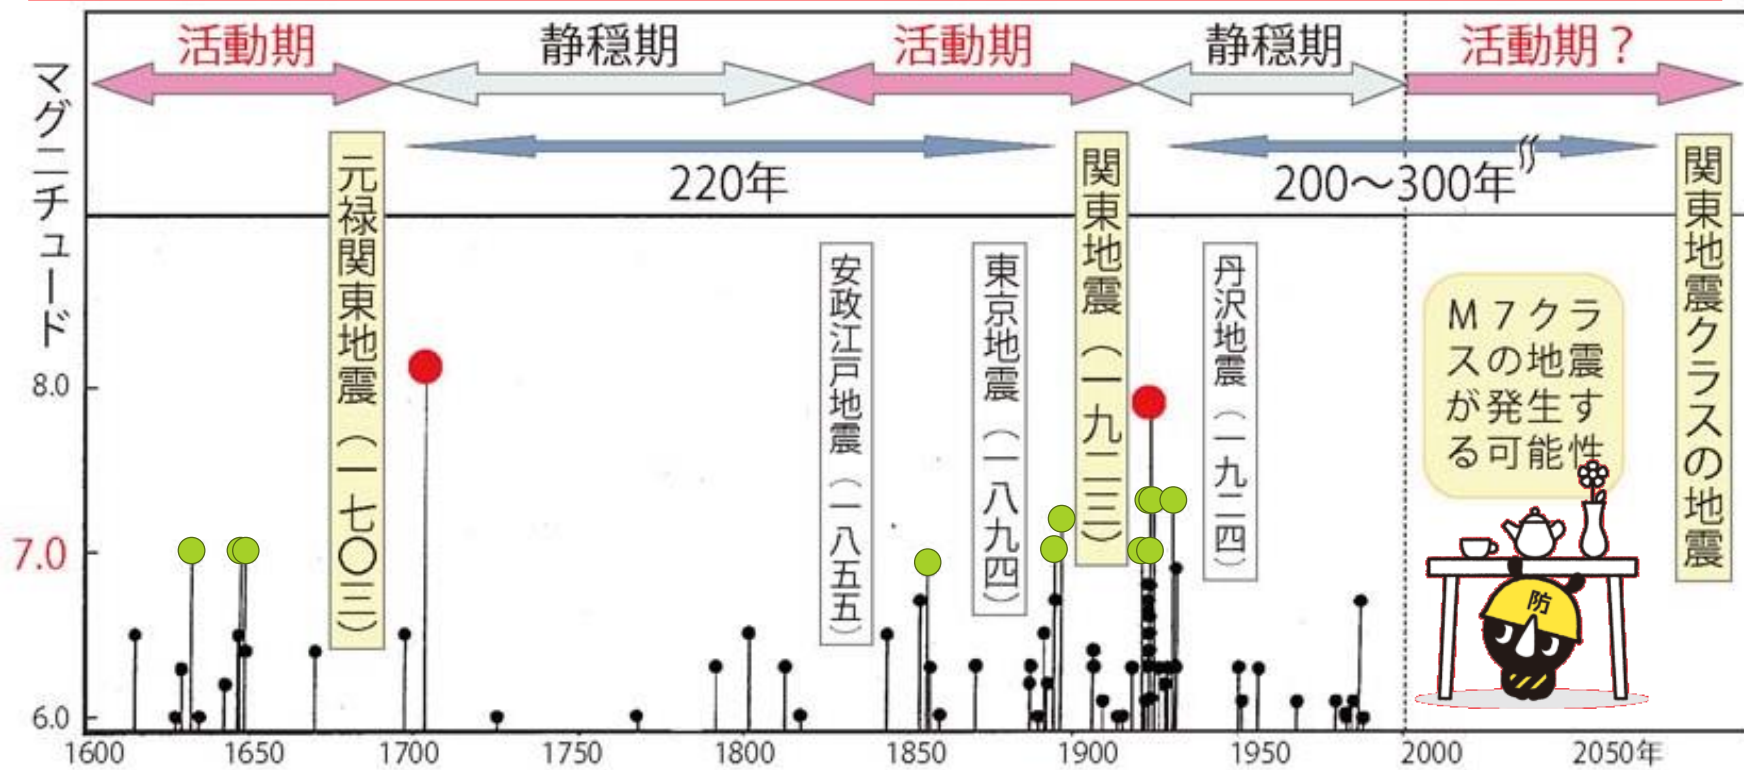 活動期
静穏期
活動期
静穏期
活動期？
マグニチュード
220年
200〜300年
元禄関東地震（一七〇三）
安政江戸地震（一八五五）
東京地震（一八九四）
関東地震（一九二三）
丹沢地震（一九二四）
関東地震クラスの地震
M7クラ
スの地震
が発生す
る可能性
防
8.0
7.0
6.0
1600
1650
1700
1750
1800
1850
1900
1950
2000
2050年